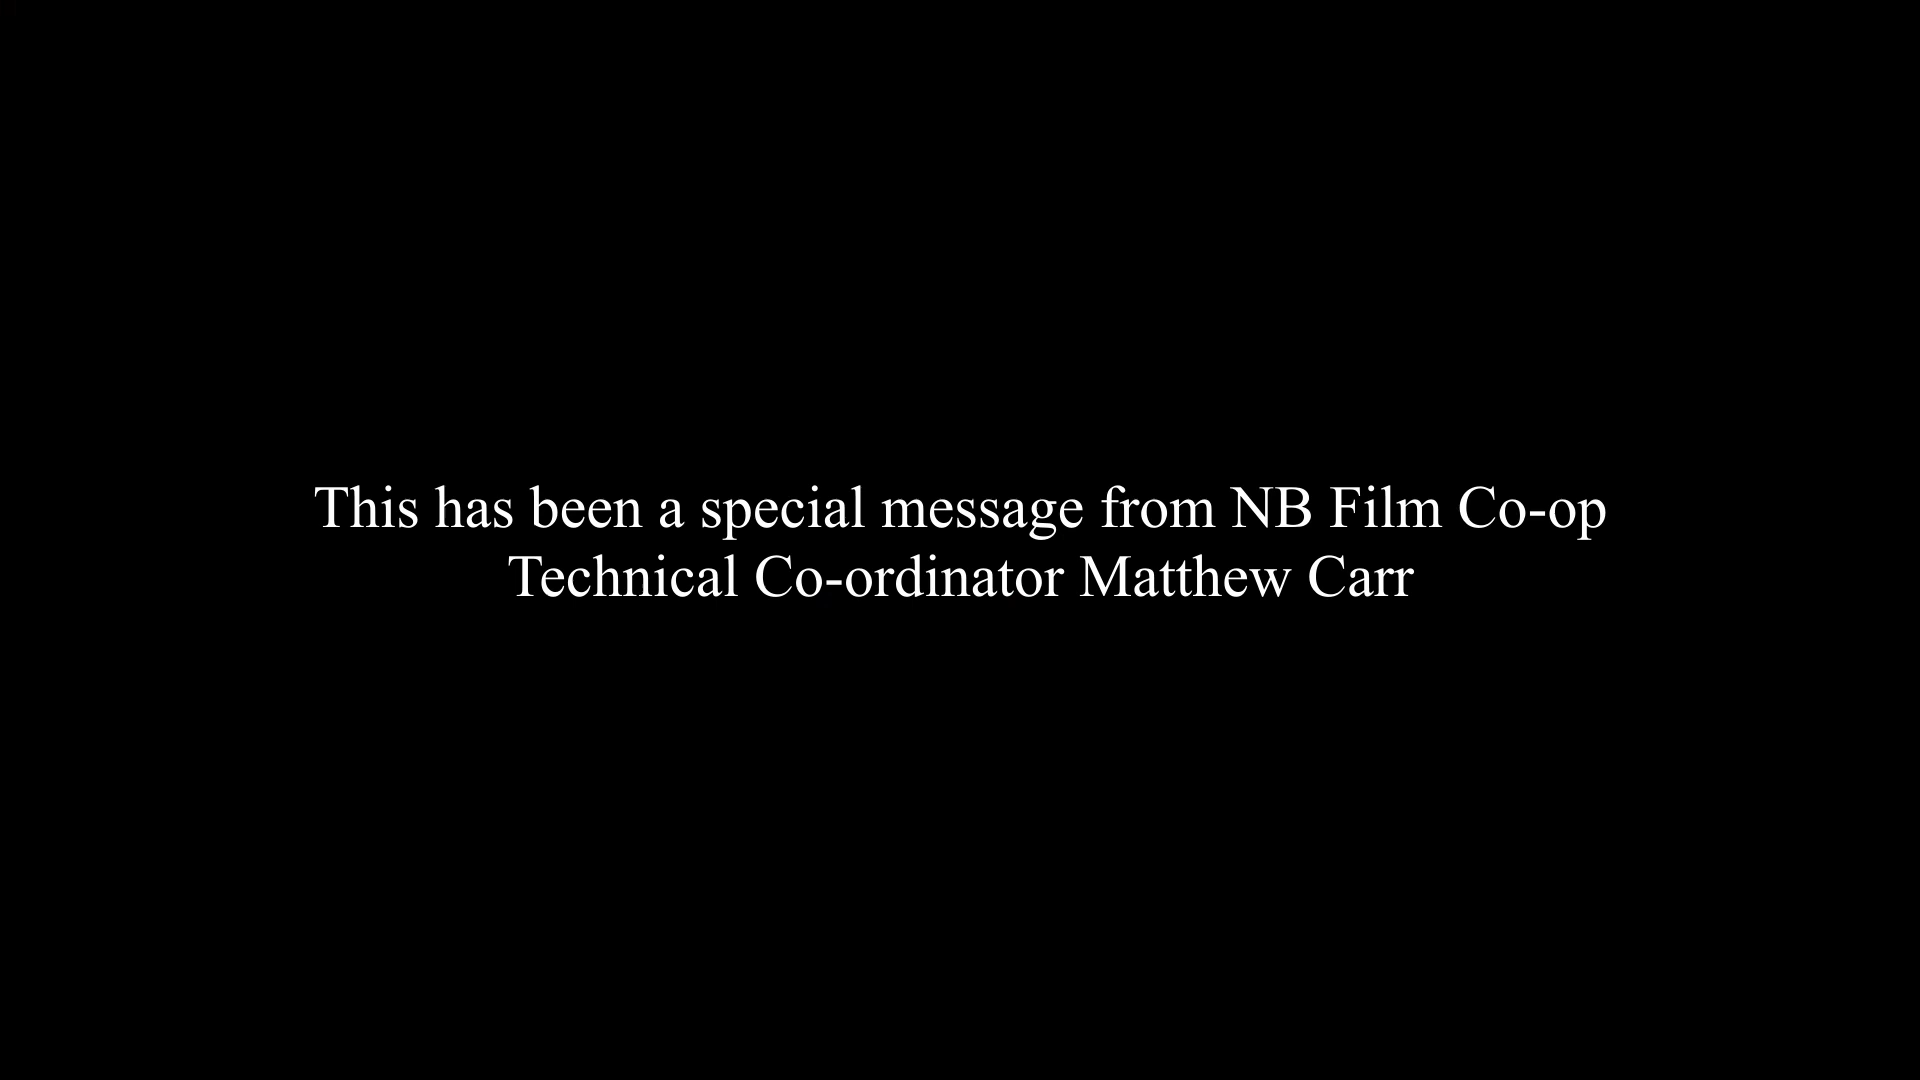 This has been a special message from NB Film Co-op
Technical Co-ordinator Matthew Carr